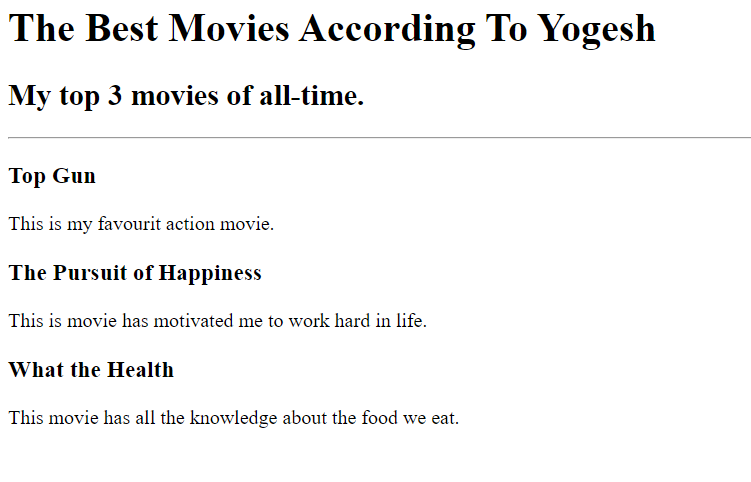 The Best Movies According To Yogesh
My top 3 movies of all-time.
Top Gun
This is my favourit action movie.
The Pursuit of Happiness
This is movie has motivated me to work hard in life.
What the Health
This movie has all the knowledge about the food we eat.